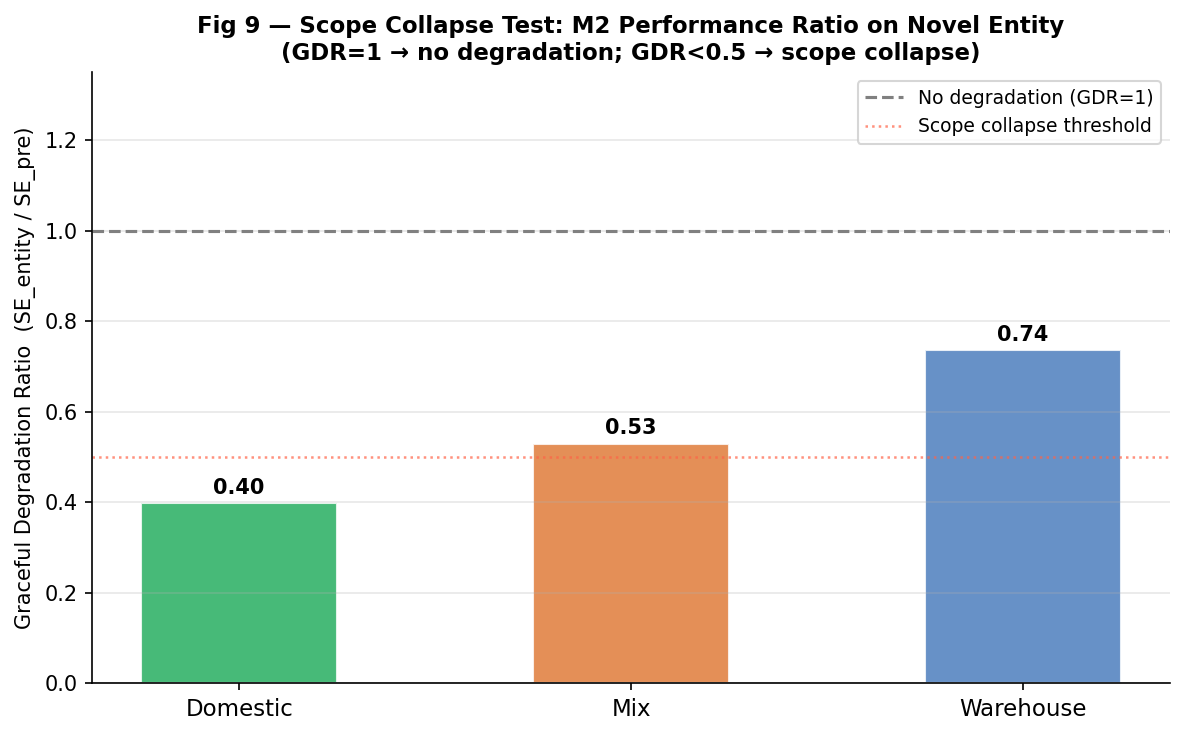 Fig 9 — Scope Collapse Test: M2 Performance Ratio on Novel Entity
(GDR=1 → no degradation; GDR<0.5 → scope collapse)
No degradation (GDR=1)
Scope collapse threshold
Graceful Degradation Ratio (SE_entity / SE_pre)
1.2
1.0
0.8
0.6
0.4
0.2
0.0
0.40
0.53
0.74
Domestic
Mix
Warehouse